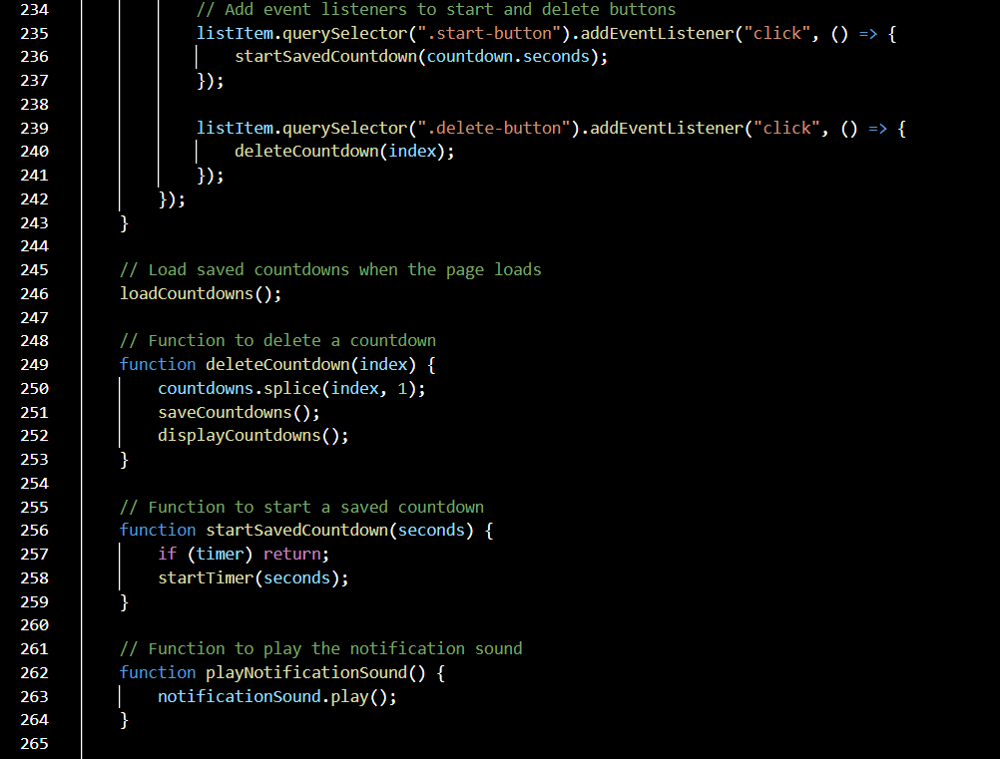 234 // Add event listeners to start and delete buttons
235 listItem.querySelector(".start-button").addEventListener("click", () => {
236 startSavedCountdown(countdown.seconds);
237 });
238
239 listItem.querySelector(".delete-button").addEventListener("click", () => {
240 deleteCountdown(index);
241 });
242 });
243 }
244
245 // Load saved countdowns when the page loads
246 loadCountdowns();
247
248 // Function to delete a countdown
249 function deleteCountdown(index) {
250 countdowns.splice(index, 1);
251 saveCountdowns();
252 displayCountdowns();
253 }
254
255 // Function to start a saved countdown
256 function startSavedCountdown(seconds) {
257 if (timer) return;
258 startTimer(seconds);
259 }
260
261 // Function to play the notification sound
262 function playNotificationSound() {
263 notificationSound.play();
264 }
265